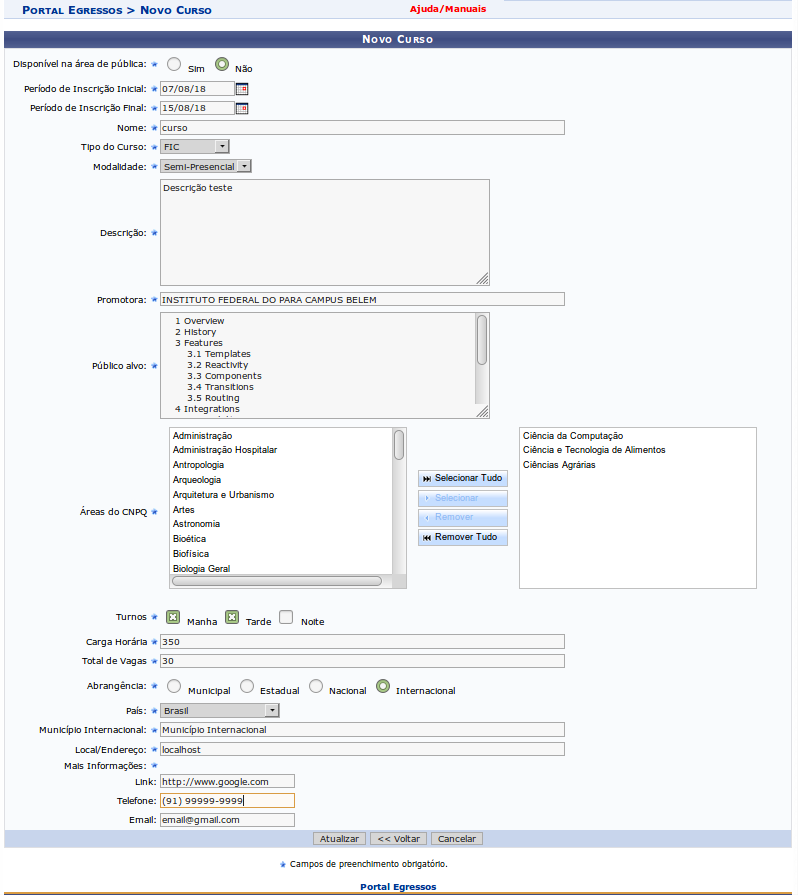 Portal Egressos > Novo Curso
Ajuda/Manuais
Novo Curso
Disponível na área de pública: Sim Não
Período de Inscrição Inicial: 07/08/18
Período de Inscrição Final: 15/08/18
Nome: curso
Tipo do Curso: FIC
Modalidade: Semi-Presencial
Descrição teste
Descrição:
Promotora: INSTITUTO FEDERAL DO PARA CAMPUS BELEM
1 Overview
2 History
3 Features
3.1 Templates
3.2 Reactivity
Público alvo:
3.3 Components
3.4 Transitions
3.5 Routing
4 Integrations
Administração
Administração Hospitalar
Antropologia
Arqueologia
Arquitetura e Urbanismo
Artes
Astronomia
Bioética
Biofísica
Biologia Geral
Áreas do CNPQ
Selecionar Tudo
Selecionar
Remover
Remover Tudo
Ciência da Computação
Ciência e Tecnologia de Alimentos
Ciências Agrárias
Turnos Manha Tarde Noite
Carga Horária 350
Total de Vagas 30
Abrangência: Municipal Estadual Nacional Internacional
País: Brasil
Município Internacional: Município Internacional
Local/Endereço: localhost
Mais Informações:
Link: http://www.google.com
Telefone: (91) 99999-9999
Email: email@gmail.com
Atualizar << Voltar Cancelar
Campos de preenchimento obrigatório.
Portal Egressos